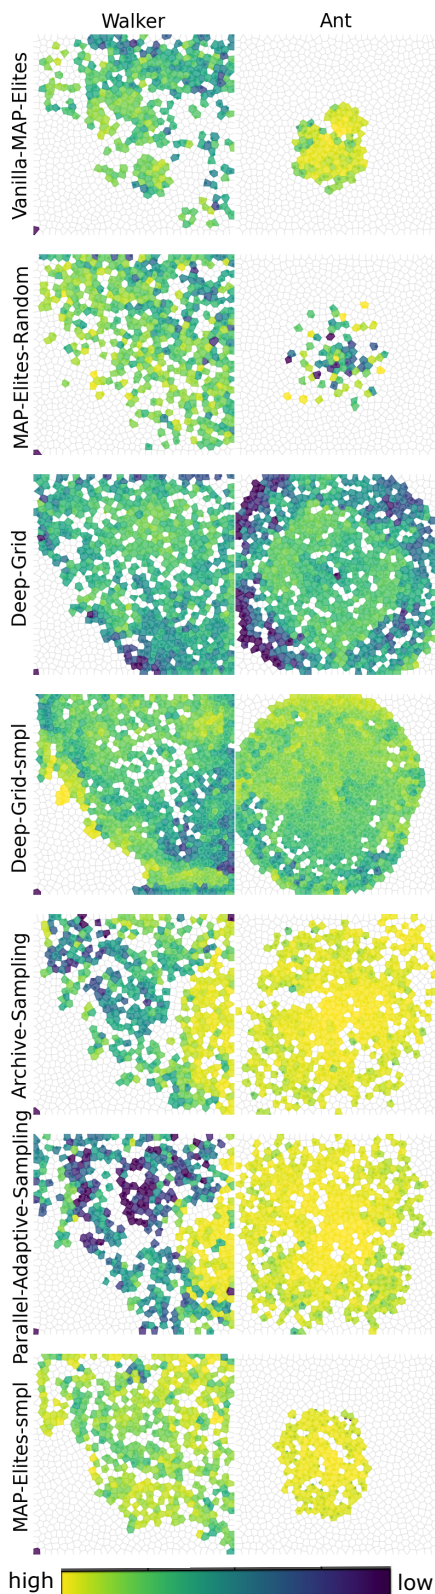 Walker Ant
Vanilla-MAP-Elites
MAP-Elites-Random
Deep-Grid
Deep-Grid-smpl
Archive-Sampling
Parallel-Adaptive-Sampling
MAP-Elites-smpl
high low